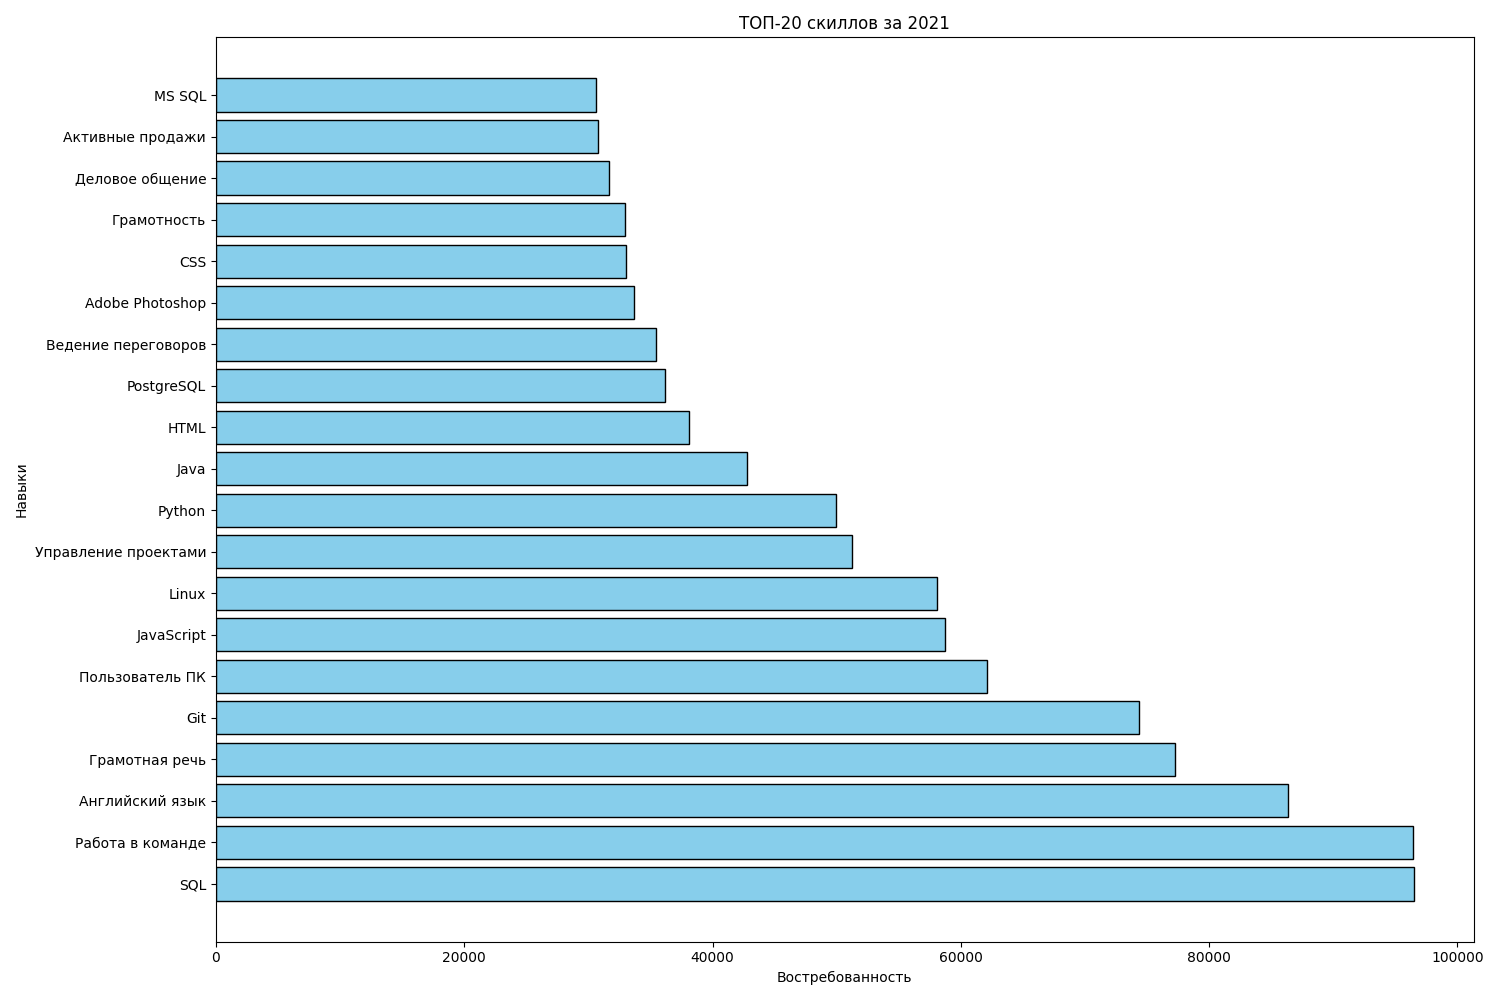 ТОП-20 скиллов за 2021
MS SQL
Активные продажи
Деловое общение
Грамотность
CSS
Adobe Photoshop
Ведение переговоров
PostgreSQL
HTML
Java
Python
Управление проектами
Linux
JavaScript
Пользователь ПК
Git
Грамотная речь
Английский язык
Работа в команде
SQL
Навыки
0 20000 40000 60000 80000 100000
Востребованность